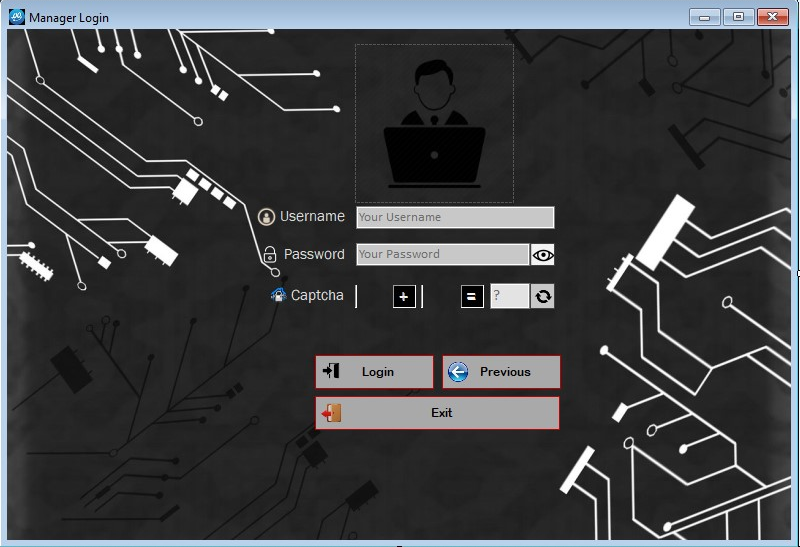 Manager Login
Username
Your Username
Password
Your Password
Captcha + = ?
Login
Previous
Exit